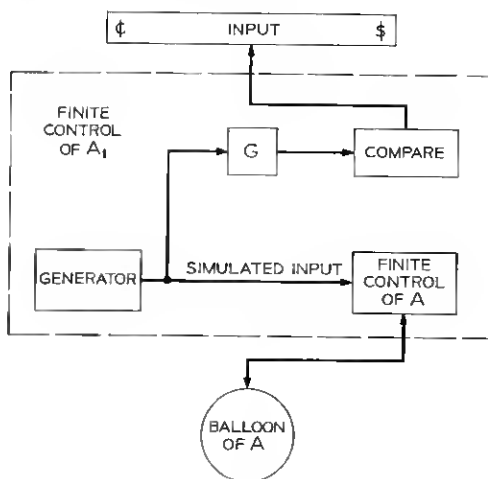 ¢ INPUT $
FINITE
CONTROL
OF A₁
G
COMPARE
GENERATOR
SIMULATED INPUT
FINITE
CONTROL
OF A
BALLOON
OF A